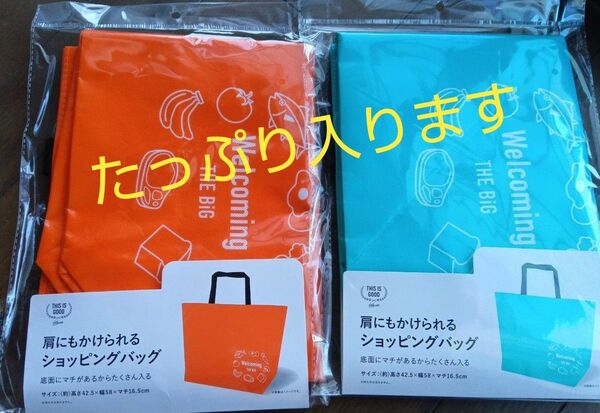 たっぷり入ります
Welcoming
THE BiG
THIS IS
GOOD
肩にもかけられる
ショッピングバッグ
底面にマチがあるからたくさん入る
サイズ:(約)高さ42.5×幅58×マチ16.5cm
Welcoming
THE BiG
THIS IS
GOOD
肩にもかけられる
ショッピングバッグ
底面にマチがあるからたくさん入る
サイズ:(約)高さ42.5×幅58×マチ16.5cm